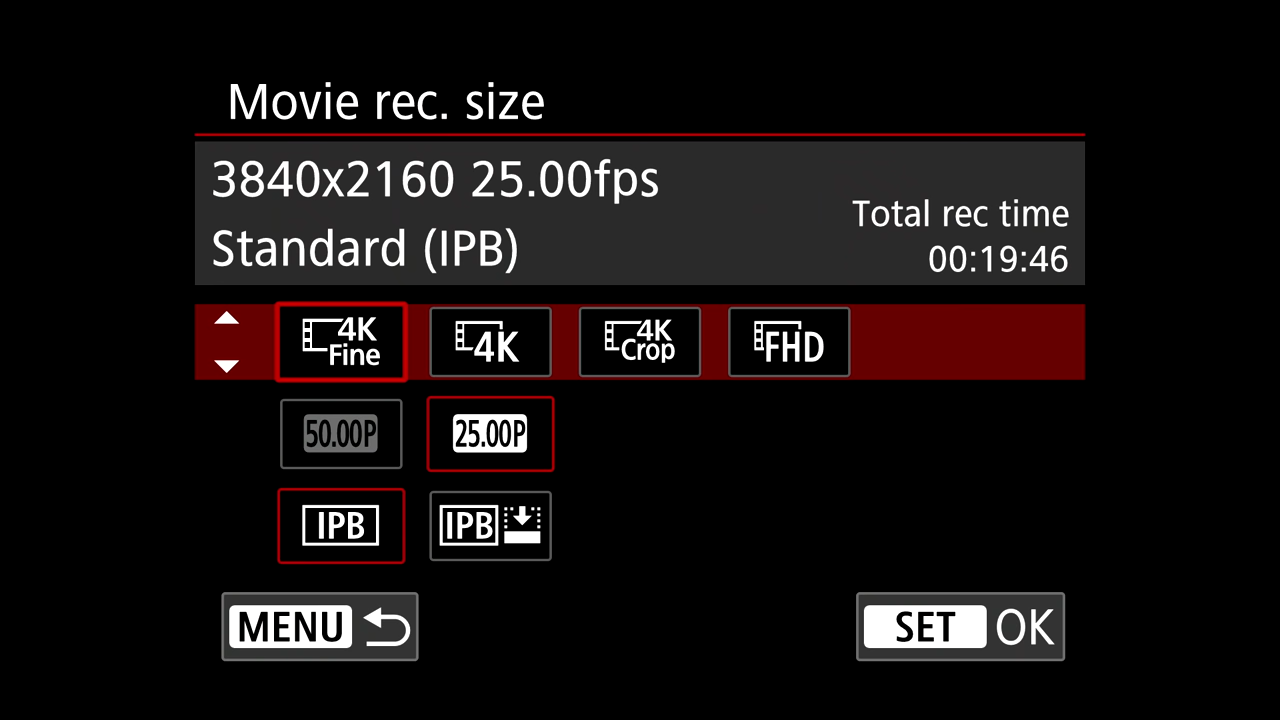 Movie rec. size
3840x2160 25.00fps
Standard (IPB)
Total rec time
00:19:46
4K Fine
4K
4K Crop
FHD
50.00P 25.00P
IPB IPB
MENU
SET OK